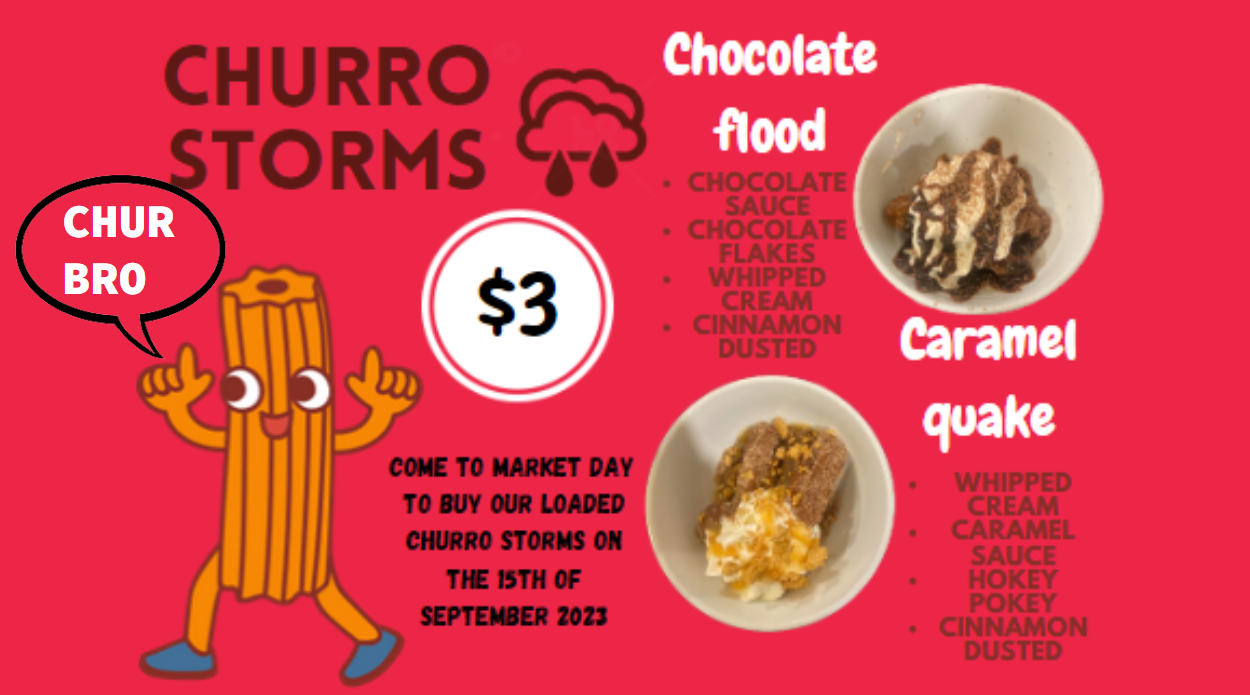 CHURRO
STORMS
CHUR
BRO
$3
COME TO MARKET DAY
TO BUY OUR LOADED
CHURRO STORMS ON
THE 15TH OF
SEPTEMBER 2023
Chocolate
flood
• CHOCOLATE
SAUCE
• CHOCOLATE
FLAKES
• WHIPPED
CREAM
• CINNAMON
DUSTED
Caramel
quake
• WHIPPED
CREAM
• CARAMEL
SAUCE
• HOKEY
POKEY
• CINNAMON
DUSTED